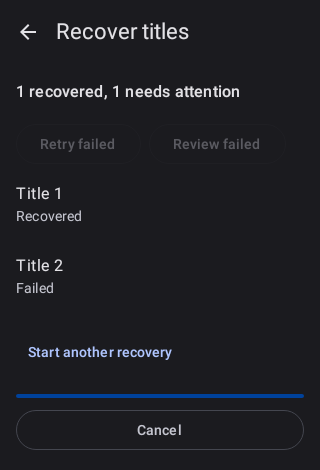 Recover titles
1 recovered, 1 needs attention
Retry failed
Review failed
Title 1
Recovered
Title 2
Failed
Start another recovery
Cancel